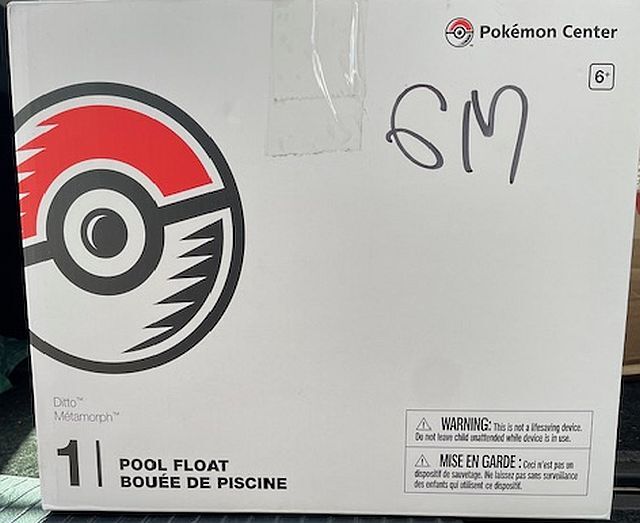 Pokémon Center
6+
6M
Ditto™
Métamorph™
1
POOL FLOAT
BOUÉE DE PISCINE
WARNING: This is not a lifesaving device.
Do not leave child unattended while device is in use.
MISE EN GARDE : Ceci n'est pas un
dispositif de sauvetage. Ne laissez pas sans surveillance
des enfants qui utilisent ce dispositif.